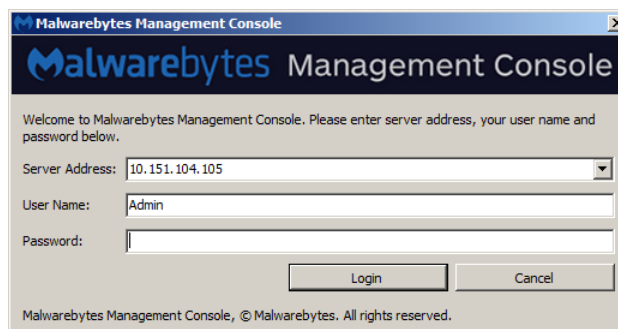 Malwarebytes Management Console
Malwarebytes Management Console
Welcome to Malwarebytes Management Console. Please enter server address, your user name and
password below.
Server Address: 10.151.104.105
User Name: Admin
Password:
Login Cancel
Malwarebytes Management Console, © Malwarebytes. All rights reserved.